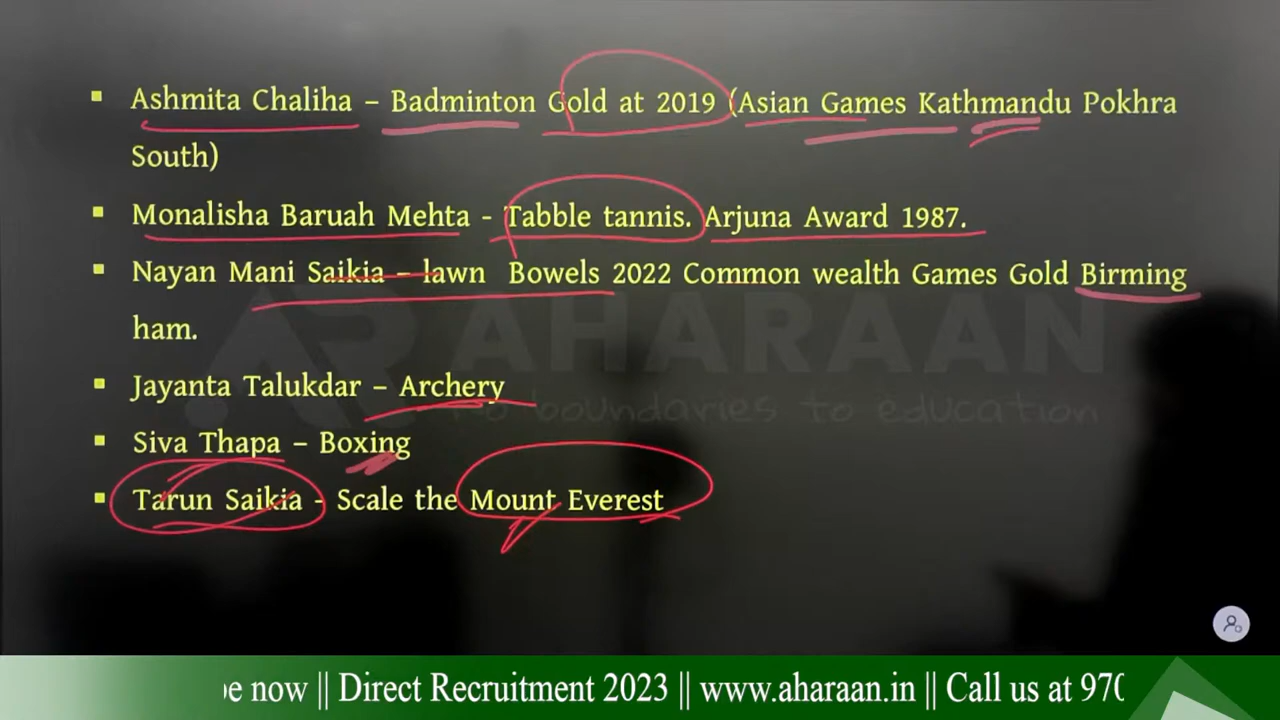 ▪ Ashmita Chaliha – Badminton Gold at 2019 (Asian Games Kathmandu Pokhra
South)
▪ Monalisha Baruah Mehta - Tabble tannis. Arjuna Award 1987.
▪ Nayan Mani Saikia – lawn Bowels 2022 Common wealth Games Gold Birming
ham.
AHARAAN
▪ Jayanta Talukdar – Archery
No boundaries to education
▪ Siva Thapa – Boxing
▪ Tarun Saikia - Scale the Mount Everest
now || Direct Recruitment 2023 || www.aharaan.in || Call us at 970